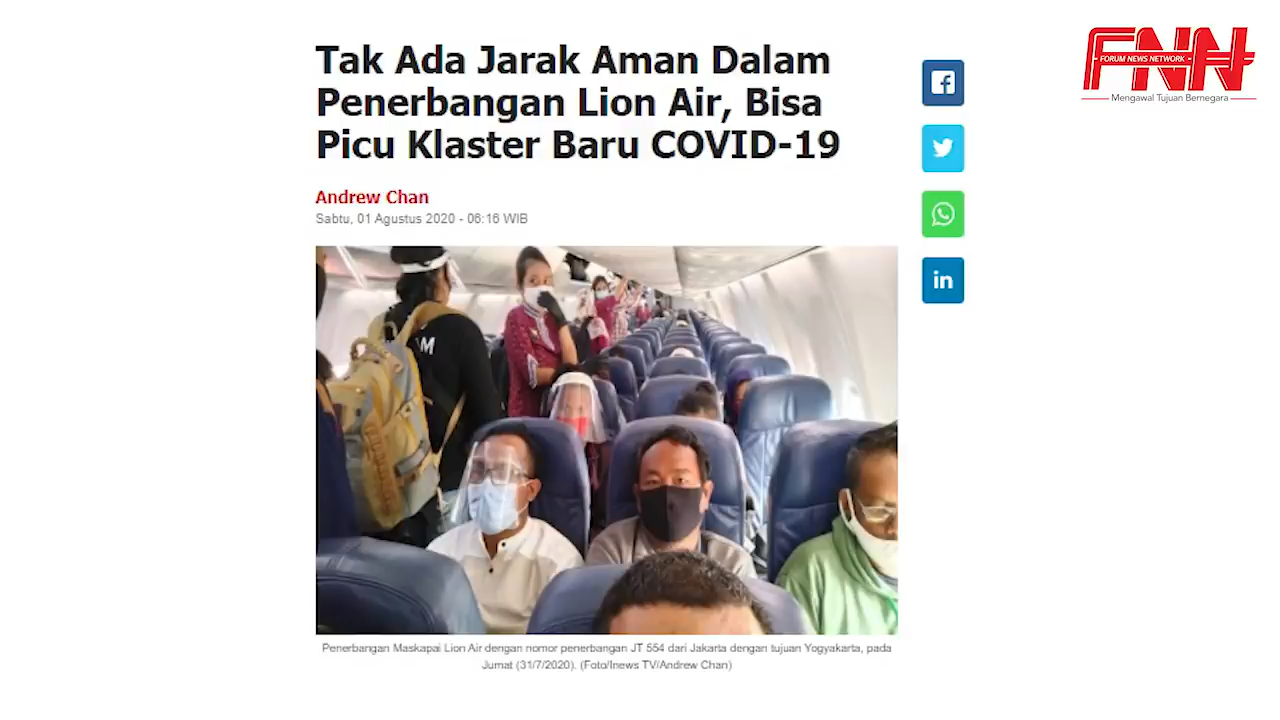 Tak Ada Jarak Aman Dalam
Penerbangan Lion Air, Bisa
Picu Klaster Baru COVID-19
Andrew Chan
Sabtu, 01 Agustus 2020 - 06:16 WIB
AM
Penerbangan Maskapai Lion Air dengan nomor penerbangan JT 554 dari Jakarta dengan tujuan Yogyakarta, pada
Jumat (31/7/2020). (Foto/Inews TV/Andrew Chan)
in
FNN
FORUM NEWS NETWORK
Mengawal Tujuan Bernegara